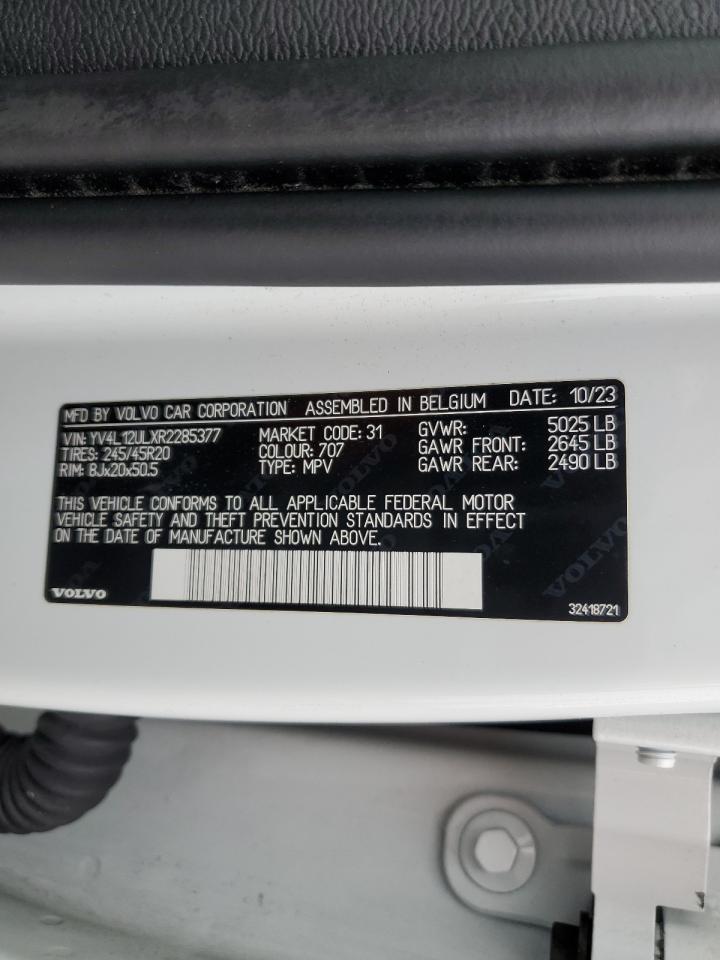 MFD BY VOLVO CAR CORPORATION ASSEMBLED IN BELGIUM DATE: 10/23
VIN: YV4L12ULXR2285377 MARKET CODE: 31 GVWR: 5025 LB
TIRES: 245/45R20 COLOUR: 707 GAWR FRONT: 2645 LB
RIM: 8Jx20x50.5 TYPE: MPV GAWR REAR: 2490 LB
THIS VEHICLE CONFORMS TO ALL APPLICABLE FEDERAL MOTOR
VEHICLE SAFETY AND THEFT PREVENTION STANDARDS IN EFFECT
ON THE DATE OF MANUFACTURE SHOWN ABOVE.
VOLVO 32418721